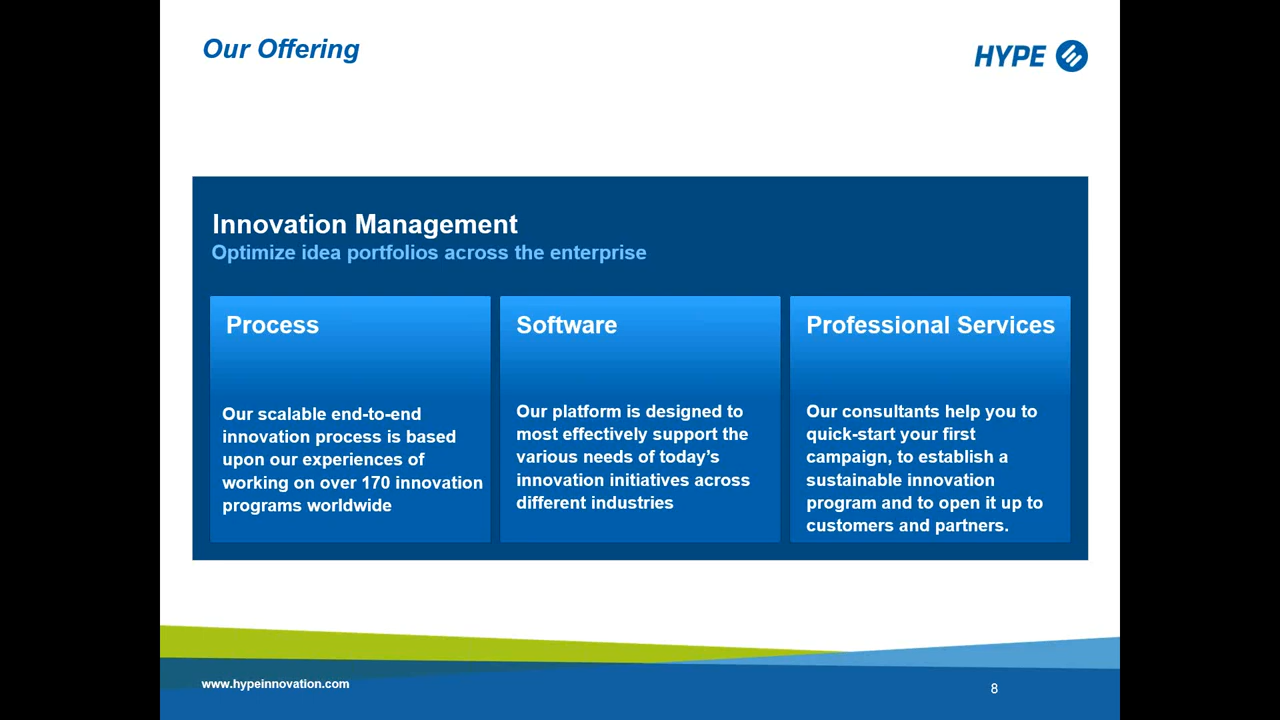 Our Offering
HYPE
Innovation Management
Optimize idea portfolios across the enterprise
Process
Our scalable end-to-end
innovation process is based
upon our experiences of
working on over 170 innovation
programs worldwide
Software
Our platform is designed to
most effectively support the
various needs of today’s
innovation initiatives across
different industries
Professional Services
Our consultants help you to
quick-start your first
campaign, to establish a
sustainable innovation
program and to open it up to
customers and partners.
www.hypeinnovation.com
8